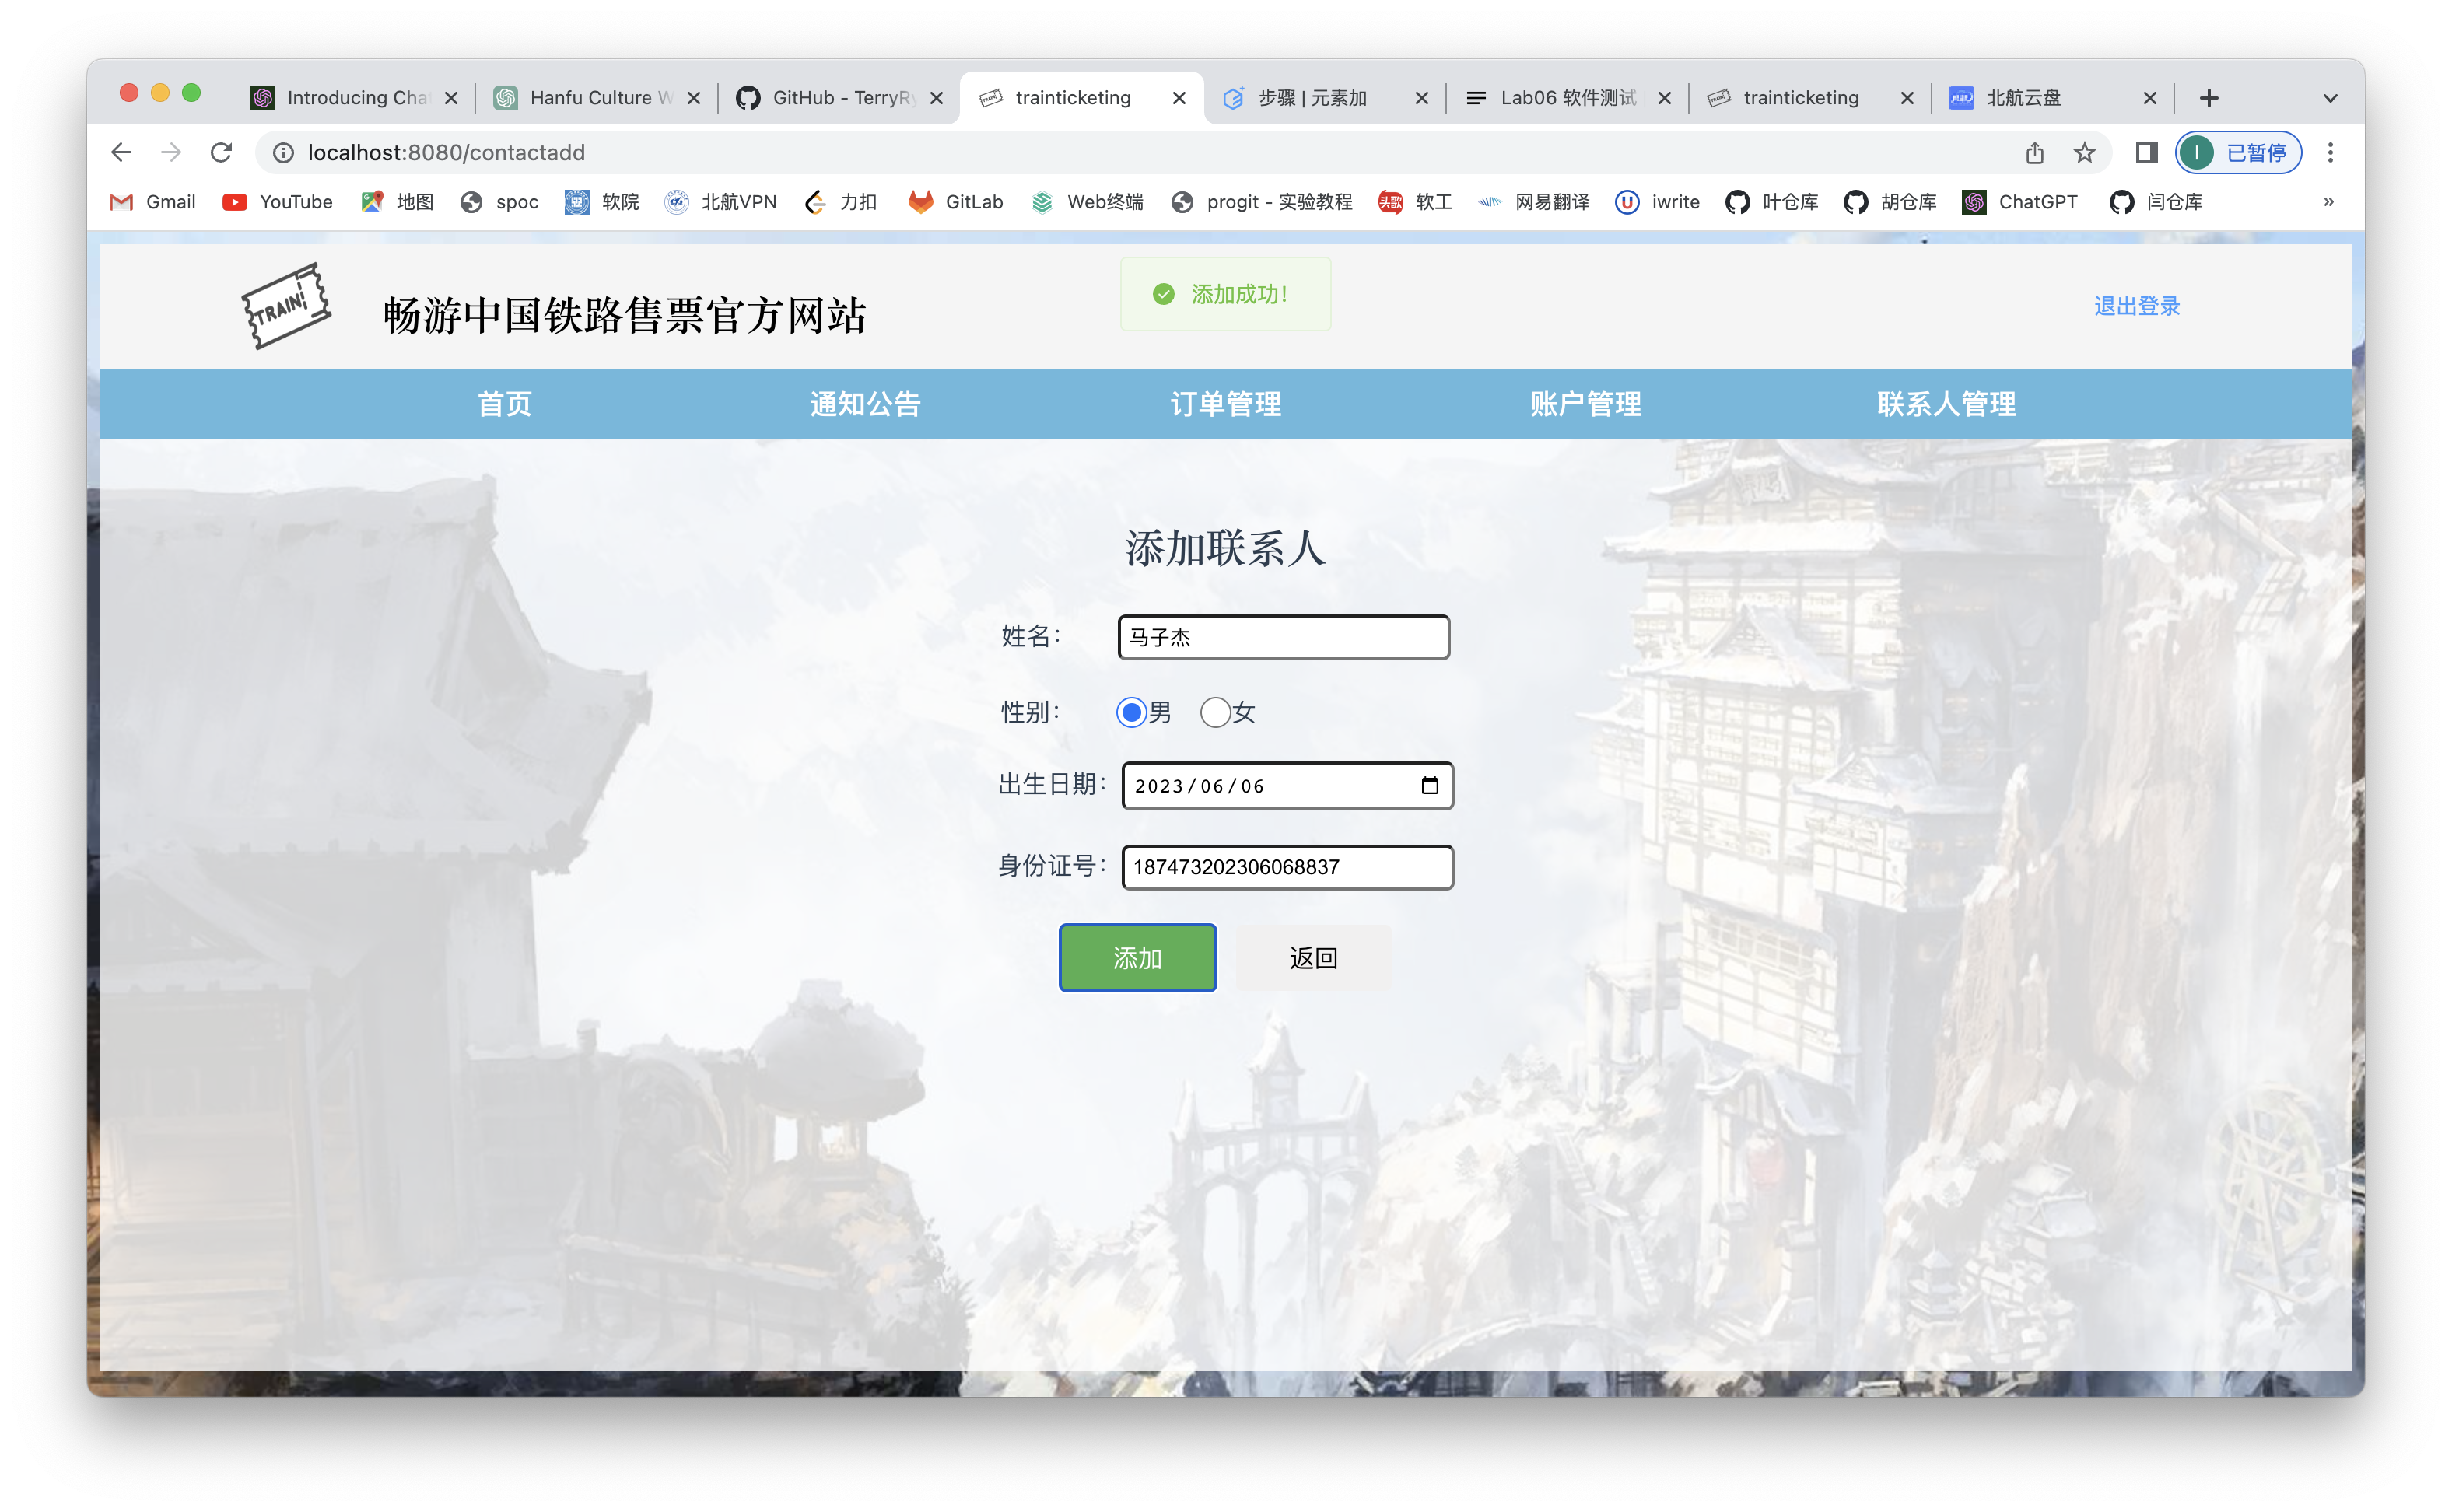 Introducing Cha
Hanfu Culture W
GitHub - TerryRy
trainticketing
步骤 | 元素加
Lab06 软件测试
trainticketing
北航云盘
localhost:8080/contactadd
I
已暂停
Gmail
YouTube
地图
spoc
软院
北航VPN
力扣
GitLab
Web终端
progit - 实验教程
头歌
软工
网易翻译
iwrite
叶仓库
胡仓库
ChatGPT
闫仓库
»
TRAIN!
畅游中国铁路售票官方网站
添加成功！
退出登录
首页
通知公告
订单管理
账户管理
联系人管理
添加联系人
姓名：
马子杰
性别：
男
女
出生日期：
2023/06/06
身份证号：
187473202306068837
添加
返回